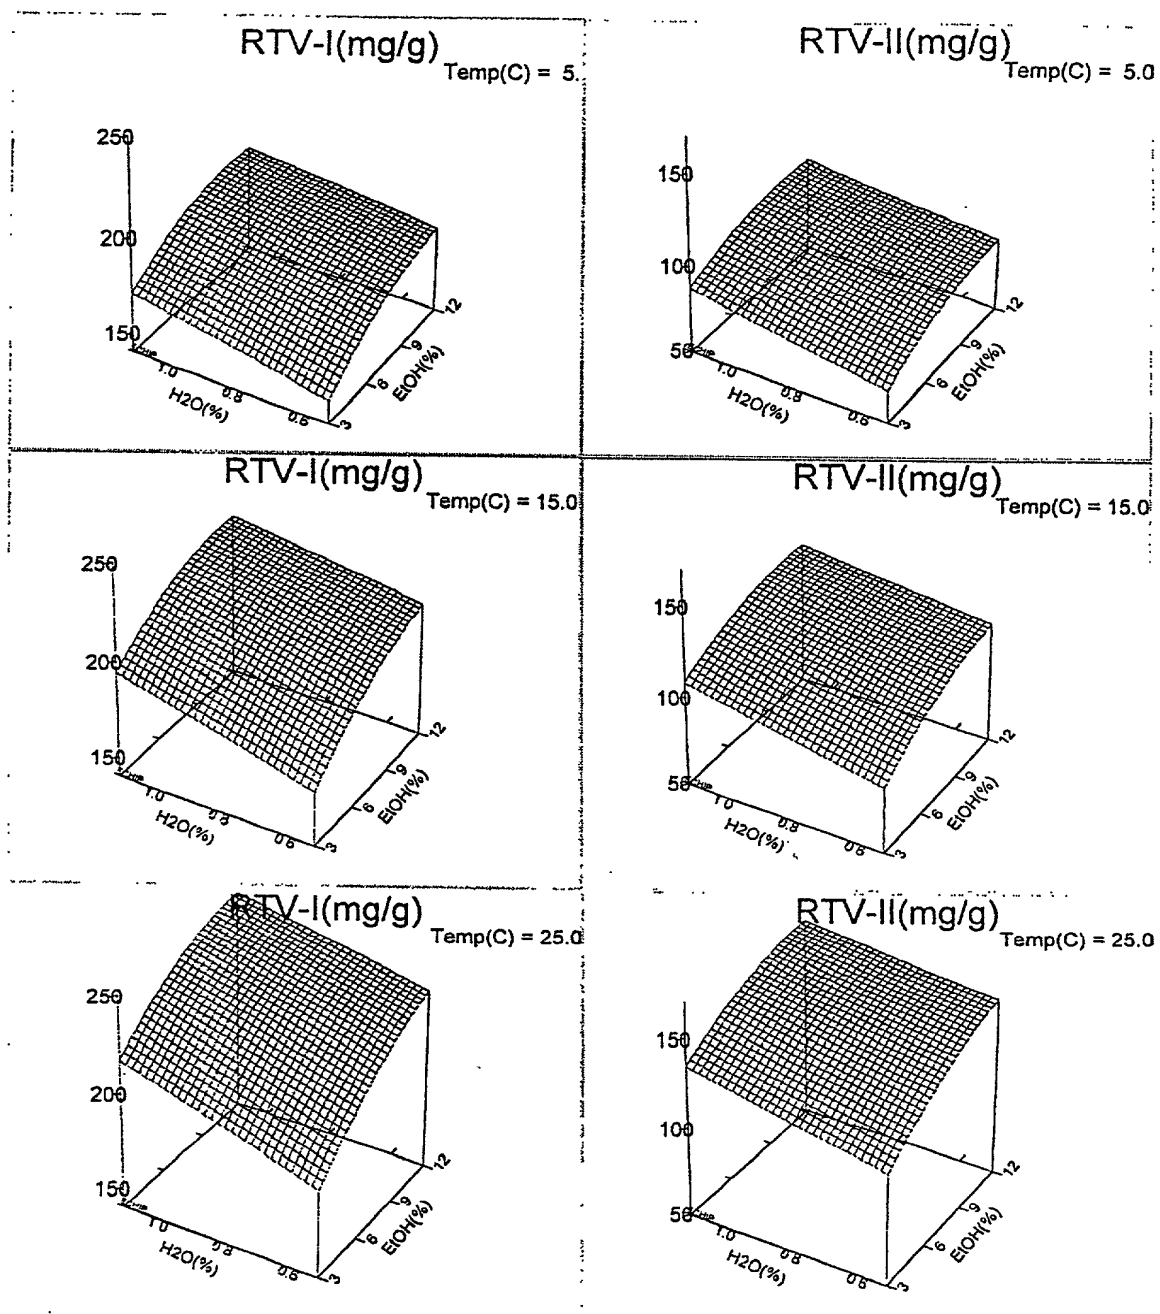 RTV-I(mg/g)
Temp(C) = 5.
250
200
150
1.0
0.8
0.6
H2O(%)
3
6
9
12
EtOH(%)
RTV-II(mg/g)
Temp(C) = 5.0
150
100
50
1.0
0.8
0.6
H2O(%)
3
6
9
12
EtOH(%)
RTV-I(mg/g)
Temp(C) = 15.0
250
200
150
1.0
0.8
0.6
H2O(%)
3
6
9
12
EtOH(%)
RTV-II(mg/g)
Temp(C) = 15.0
150
100
50
1.0
0.8
0.6
H2O(%)
3
6
9
12
EtOH(%)
RTV-I(mg/g)
Temp(C) = 25.0
250
200
150
1.0
0.8
0.6
H2O(%)
3
6
9
12
EtOH(%)
RTV-II(mg/g)
Temp(C) = 25.0
150
100
50
1.0
0.8
0.6
H2O(%)
3
6
9
12
EtOH(%)